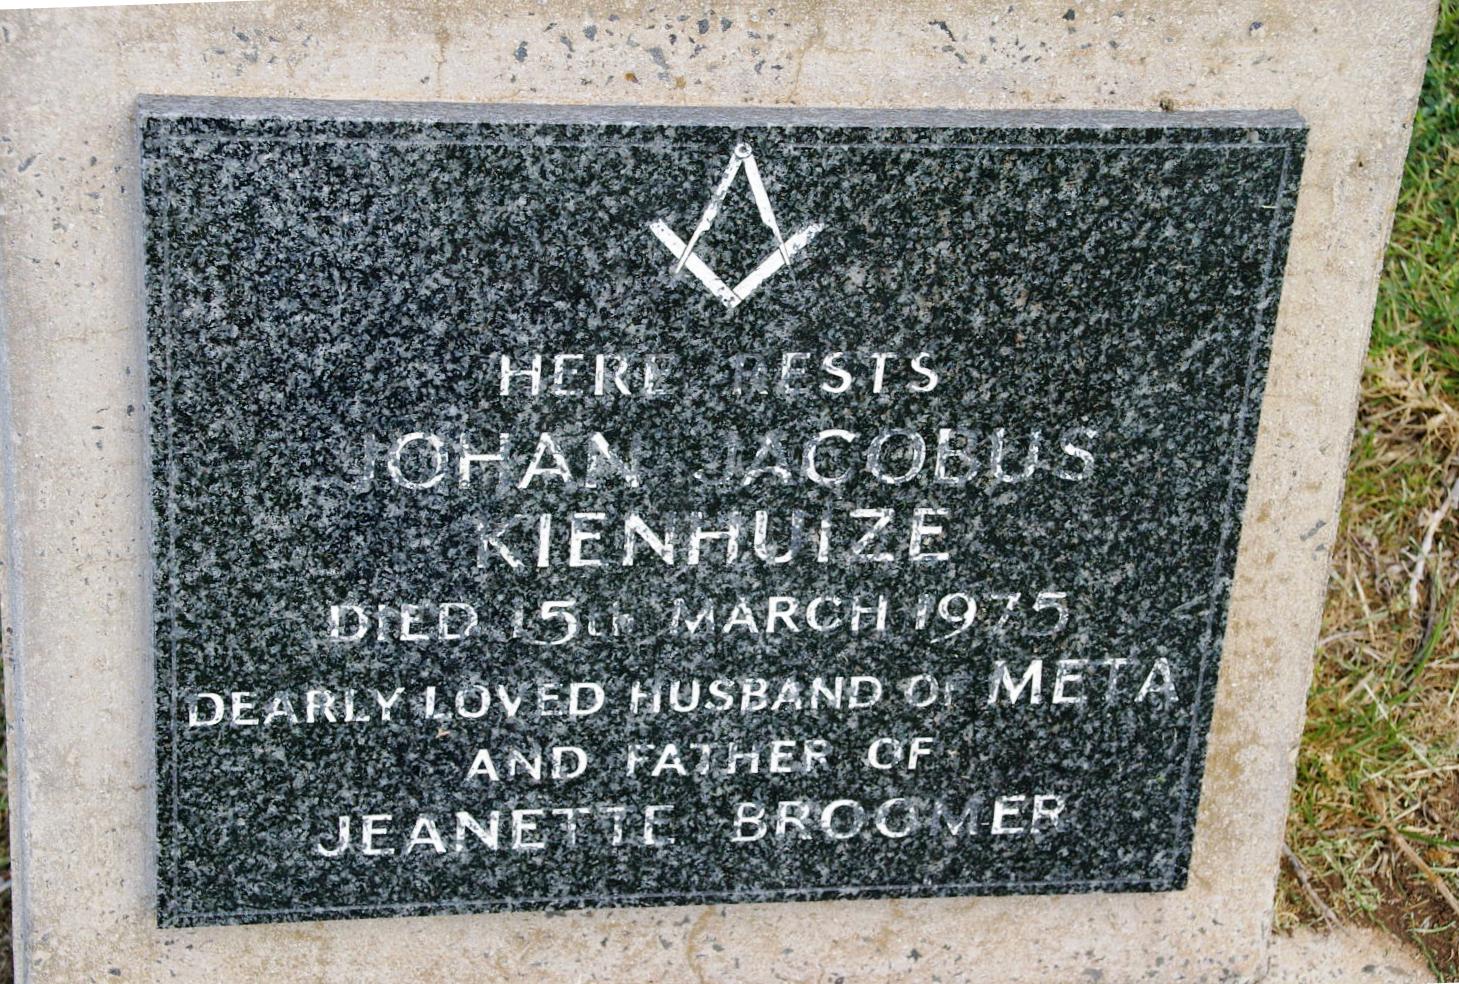 HERE RESTS
JOHAN JACOBUS
KIENHUIZE
DIED 15th MARCH 1975
DEARLY LOVED HUSBAND OF META
AND FATHER OF
JEANETTE BROOMER